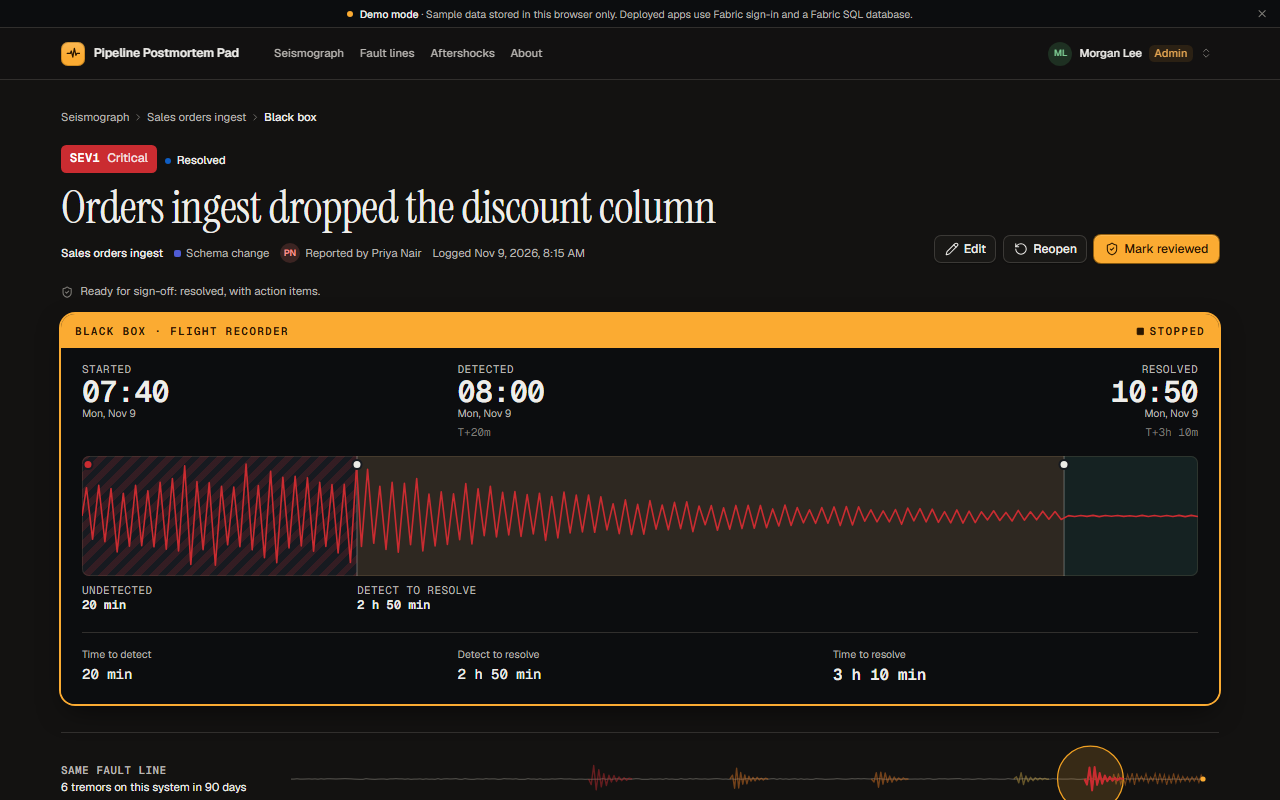 Demo mode · Sample data stored in this browser only. Deployed apps use Fabric sign-in and a Fabric SQL database.
Pipeline Postmortem Pad
Seismograph Fault lines Aftershocks About
ML Morgan Lee Admin
Seismograph › Sales orders ingest › Black box
SEV1 Critical Resolved
Orders ingest dropped the discount column
Sales orders ingest Schema change PN Reported by Priya Nair Logged Nov 9, 2026, 8:15 AM
Edit Reopen Mark reviewed
Ready for sign-off: resolved, with action items.
BLACK BOX · FLIGHT RECORDER STOPPED
STARTED DETECTED RESOLVED
07:40 08:00 10:50
Mon, Nov 9 Mon, Nov 9 Mon, Nov 9
T+20m T+3h 10m
UNDETECTED DETECT TO RESOLVE
20 min 2 h 50 min
Time to detect Detect to resolve Time to resolve
20 min 2 h 50 min 3 h 10 min
SAME FAULT LINE
6 tremors on this system in 90 days